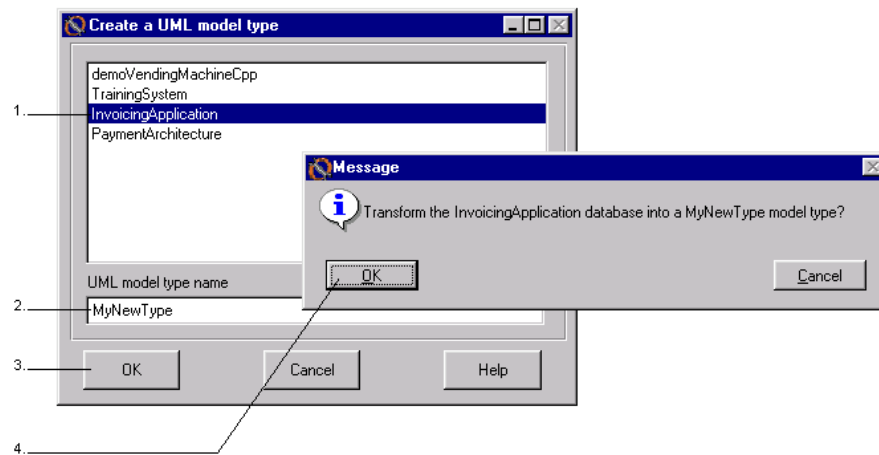 Create a UML model type
demoVendingMachineCpp
TrainingSystem
1.
InvoicingApplication
PaymentArchitecture
Message
Transform the InvoicingApplication database into a MyNewType model type?
OK
Cancel
UML model type name
2.
MyNewType
3.
OK
Cancel
Help
4.